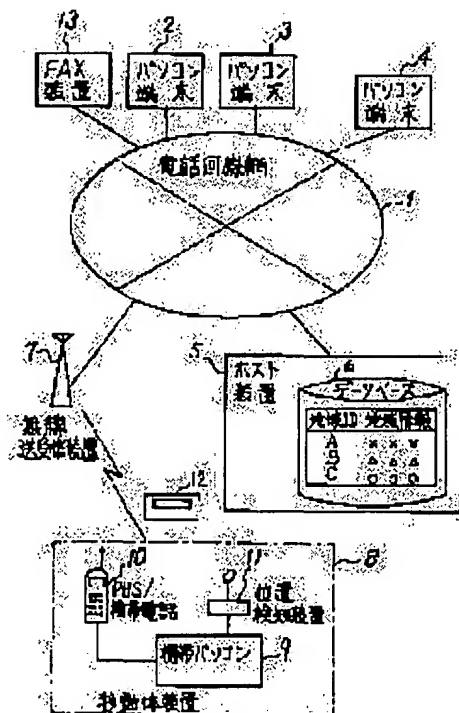 13
2
3
4
FAX
装置
パソコン
端末
パソコン
端末
パソコン
端末
電話回線網
1
7
5
ホスト
装置
6
データベース
地域ID 地域情報
A × × ×
B △ △ △
C ○ ○ ○
無線
送受信装置
12
10
11
8
PHS/
携帯電話
位置
検知装置
携帯パソコン
9
移動体装置